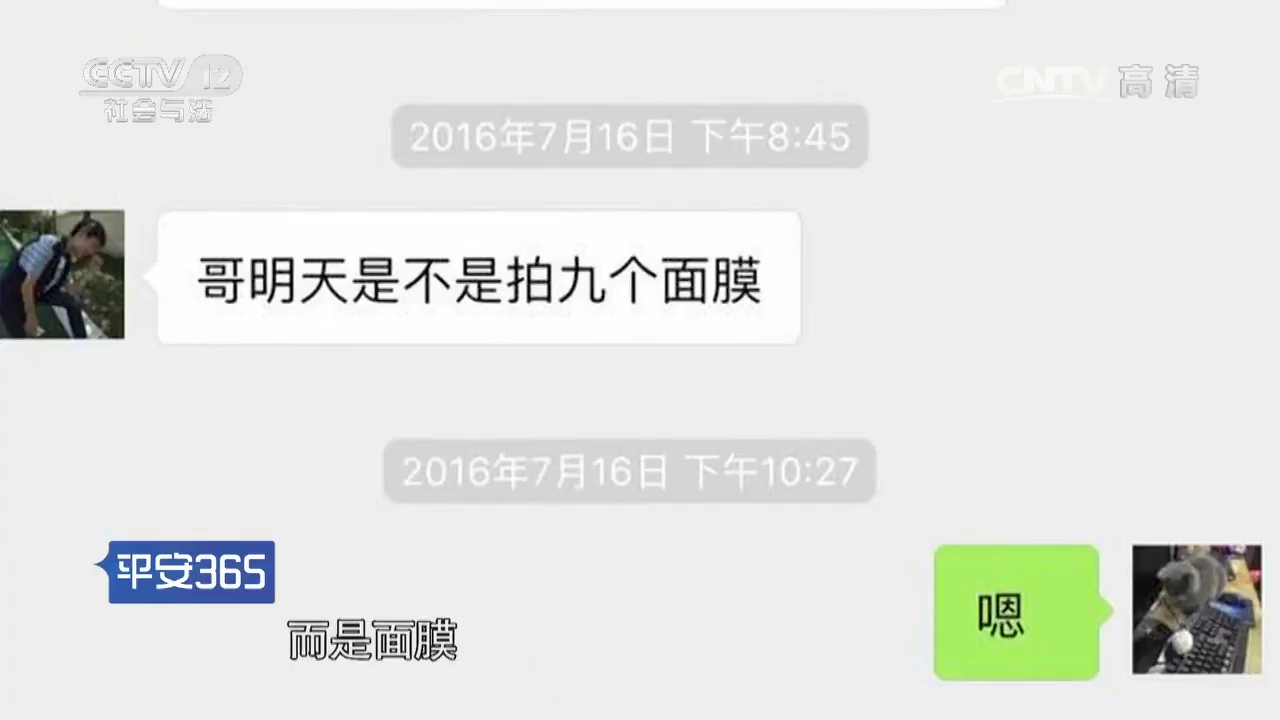 CCTV 12
社会与法
CNTV 高清
2016年7月16日 下午8:45
哥明天是不是拍九个面膜
2016年7月16日 下午10:27
嗯
平安365
而是面膜